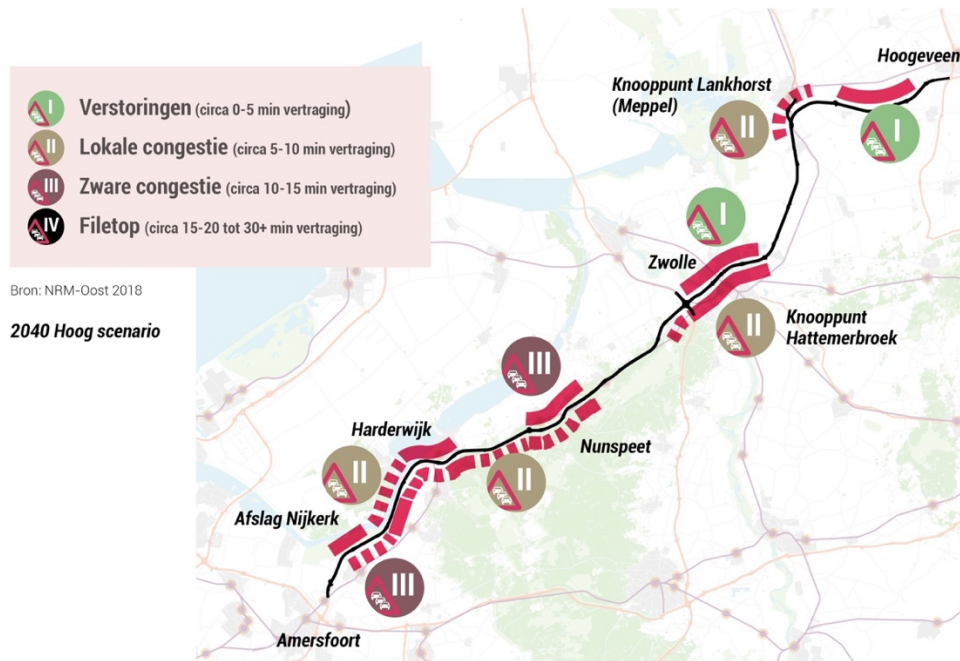 I Verstoringen (circa 0-5 min vertraging)
II Lokale congestie (circa 5-10 min vertraging)
III Zware congestie (circa 10-15 min vertraging)
IV Filetop (circa 15-20 tot 30+ min vertraging)
Bron: NRM-Oost 2018
2040 Hoog scenario
Hoogeveen
Knooppunt Lankhorst
(Meppel)
II
I
I
Zwolle
Knooppunt
Hattemerbroek
II
III
Harderwijk
Nunspeet
II
II
Afslag Nijkerk
III
Amersfoort